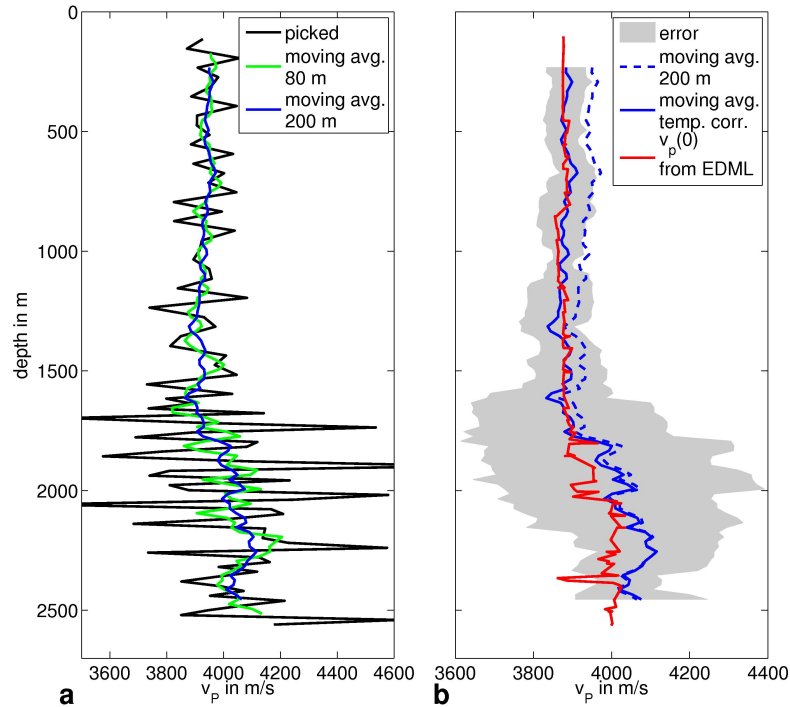 0
500
1000
1500
2000
2500
depth in m
picked
moving avg.
80 m
moving avg.
200 m
3600 3800 4000 4200 4400 4600
v_P in m/s
a
error
moving avg.
200 m
moving avg.
temp. corr.
v_p(0)
from EDML
3600 3800 4000 4200 4400
v_P in m/s
b